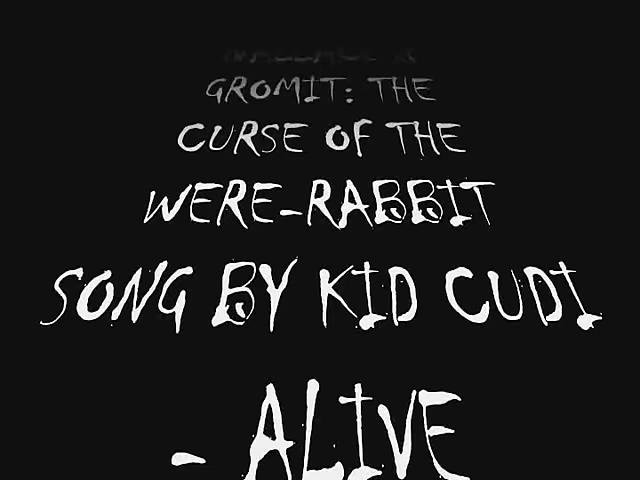 GROMIT: THE
CURSE OF THE
WERE-RABBIT
SONG BY KID CUDI
- ALIVE